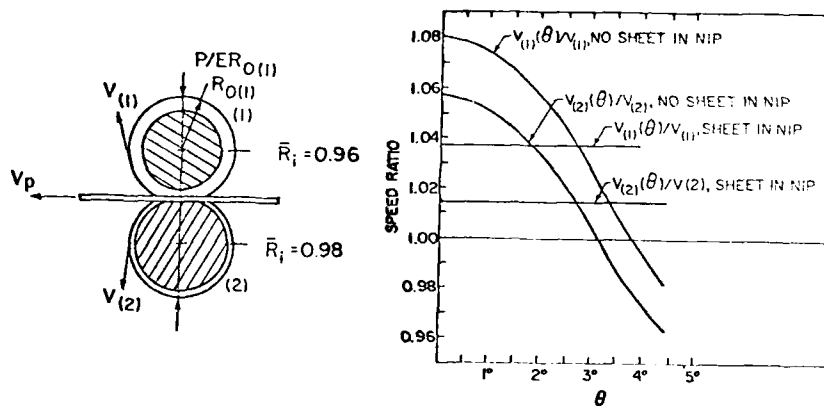 P/ER0(1)
R0(1)
(1)
V(1)
R̄i = 0.96
Vp
R̄i = 0.98
(2)
V(2)
SPEED RATIO
1.08
1.06
1.04
1.02
1.00
0.98
0.96
V(1)(θ)/V(1), NO SHEET IN NIP
V(2)(θ)/V(2), NO SHEET IN NIP
V(1)(θ)/V(1), SHEET IN NIP
V(2)(θ)/V(2), SHEET IN NIP
1° 2° 3° 4° 5°
θ